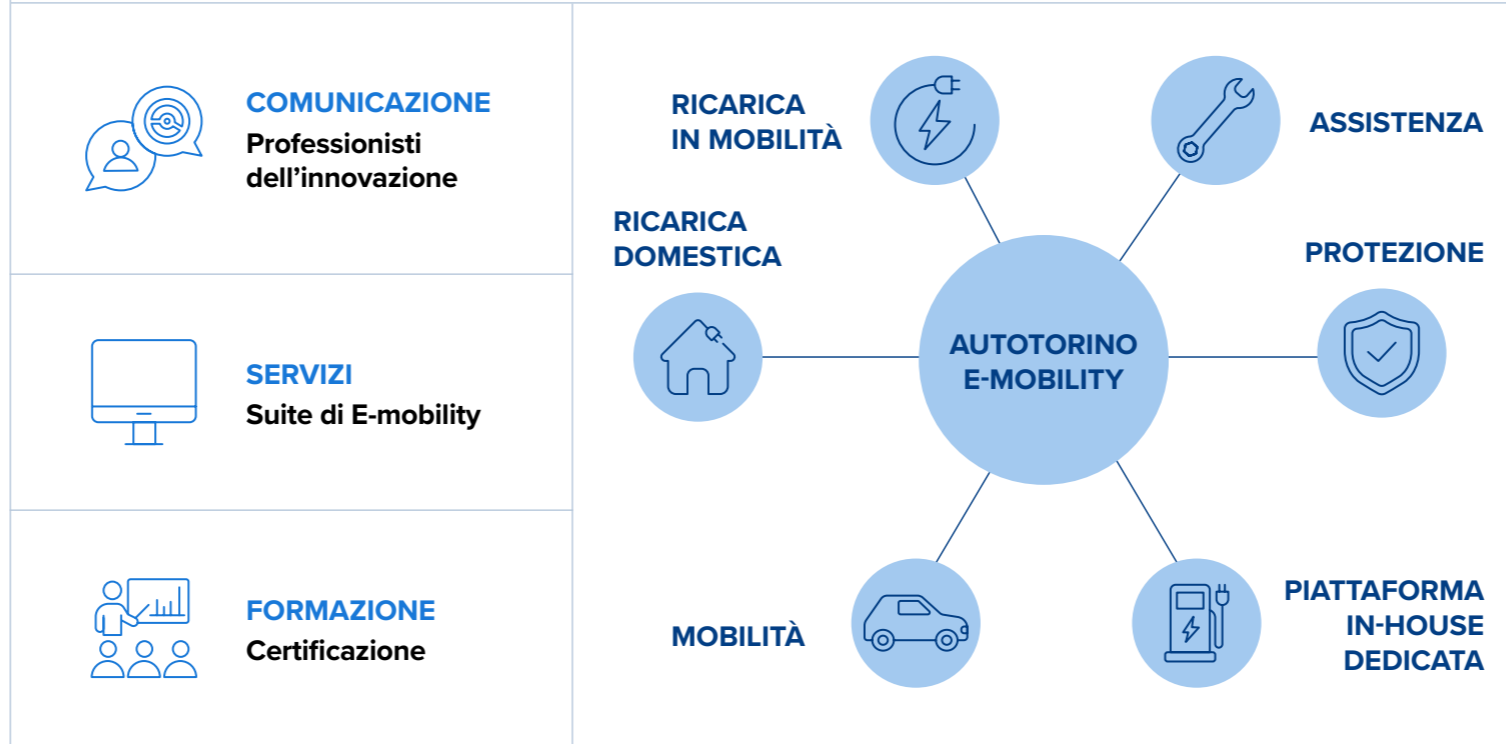 COMUNICAZIONE
Professionisti
dell’innovazione
SERVIZI
Suite di E-mobility
FORMAZIONE
Certificazione
RICARICA
IN MOBILITÀ
ASSISTENZA
RICARICA
DOMESTICA
PROTEZIONE
AUTOTORINO
E-MOBILITY
MOBILITÀ
PIATTAFORMA
IN-HOUSE
DEDICATA